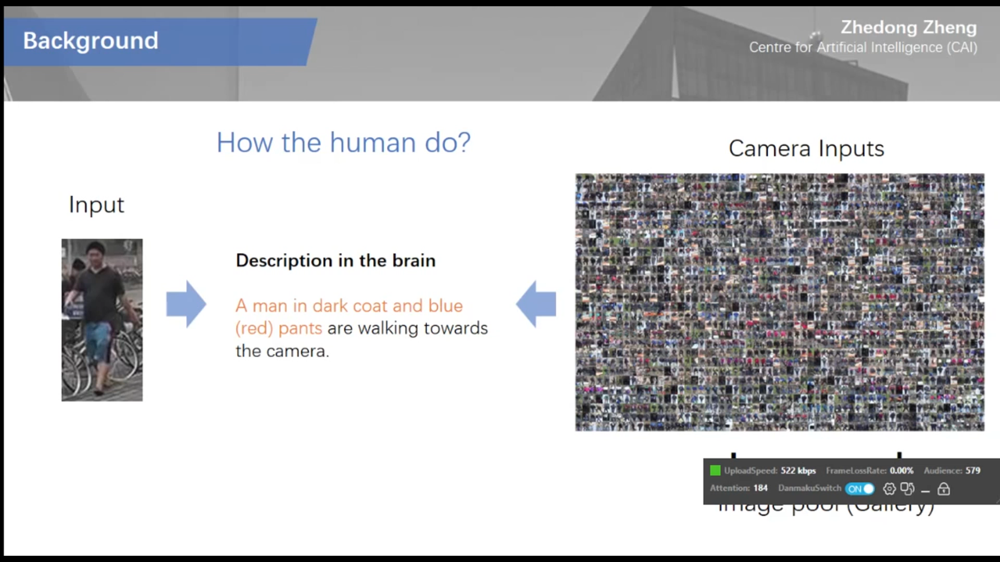 Background
Zhedong Zheng
Centre for Artificial Intelligence (CAI)
How the human do?
Camera Inputs
Input
Description in the brain
A man in dark coat and blue
(red) pants are walking towards
the camera.
UploadSpeed: 522 kbps FrameLossRate: 0.00% Audience: 579
Attention: 184 DanmakuSwitch ON
Image pool (Gallery)